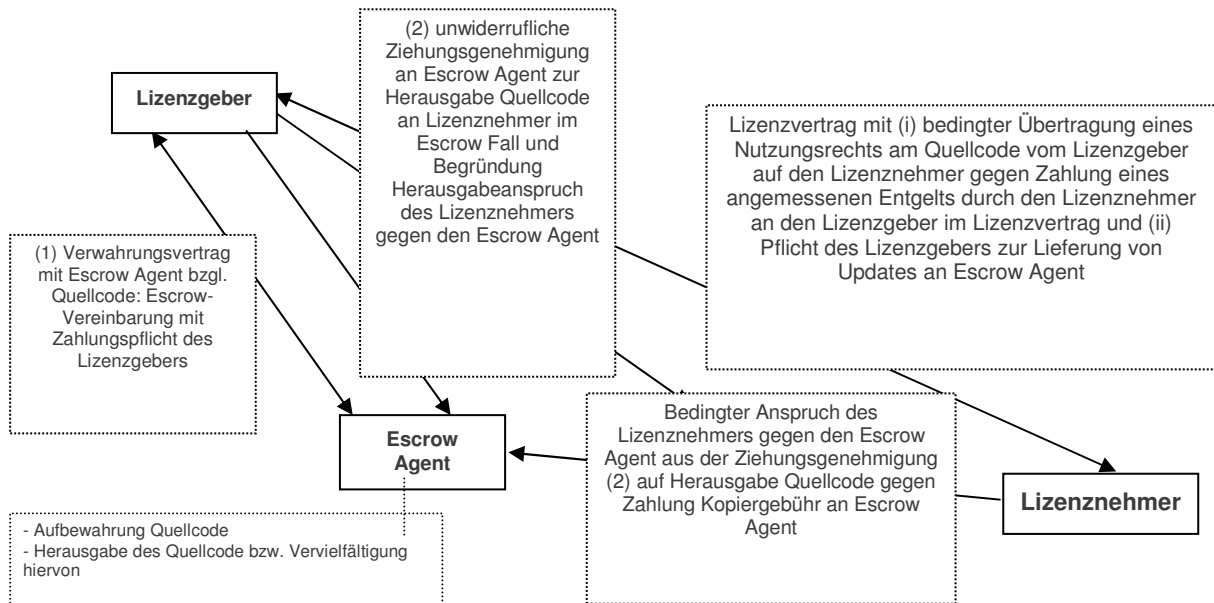 Lizenzgeber
(2) unwiderrufliche
Ziehungsgenehmigung
an Escrow Agent zur
Herausgabe Quellcode
an Lizenznehmer im
Escrow Fall und
Begründung
Herausgabeanspruch
des Lizenznehmers
gegen den Escrow Agent
Lizenzvertrag mit (i) bedingter Übertragung eines
Nutzungsrechts am Quellcode vom Lizenzgeber
auf den Lizenznehmer gegen Zahlung eines
angemessenen Entgelts durch den Lizenznehmer
an den Lizenzgeber im Lizenzvertrag und (ii)
Pflicht des Lizenzgebers zur Lieferung von
Updates an Escrow Agent
(1) Verwahrungsvertrag
mit Escrow Agent bzgl.
Quellcode: Escrow-
Vereinbarung mit
Zahlungspflicht des
Lizenzgebers
Escrow
Agent
Bedingter Anspruch des
Lizenznehmers gegen den Escrow
Agent aus der Ziehungsgenehmigung
(2) auf Herausgabe Quellcode gegen
Zahlung Kopiergebühr an Escrow
Agent
Lizenznehmer
- Aufbewahrung Quellcode
- Herausgabe des Quellcode bzw. Vervielfältigung
hiervon